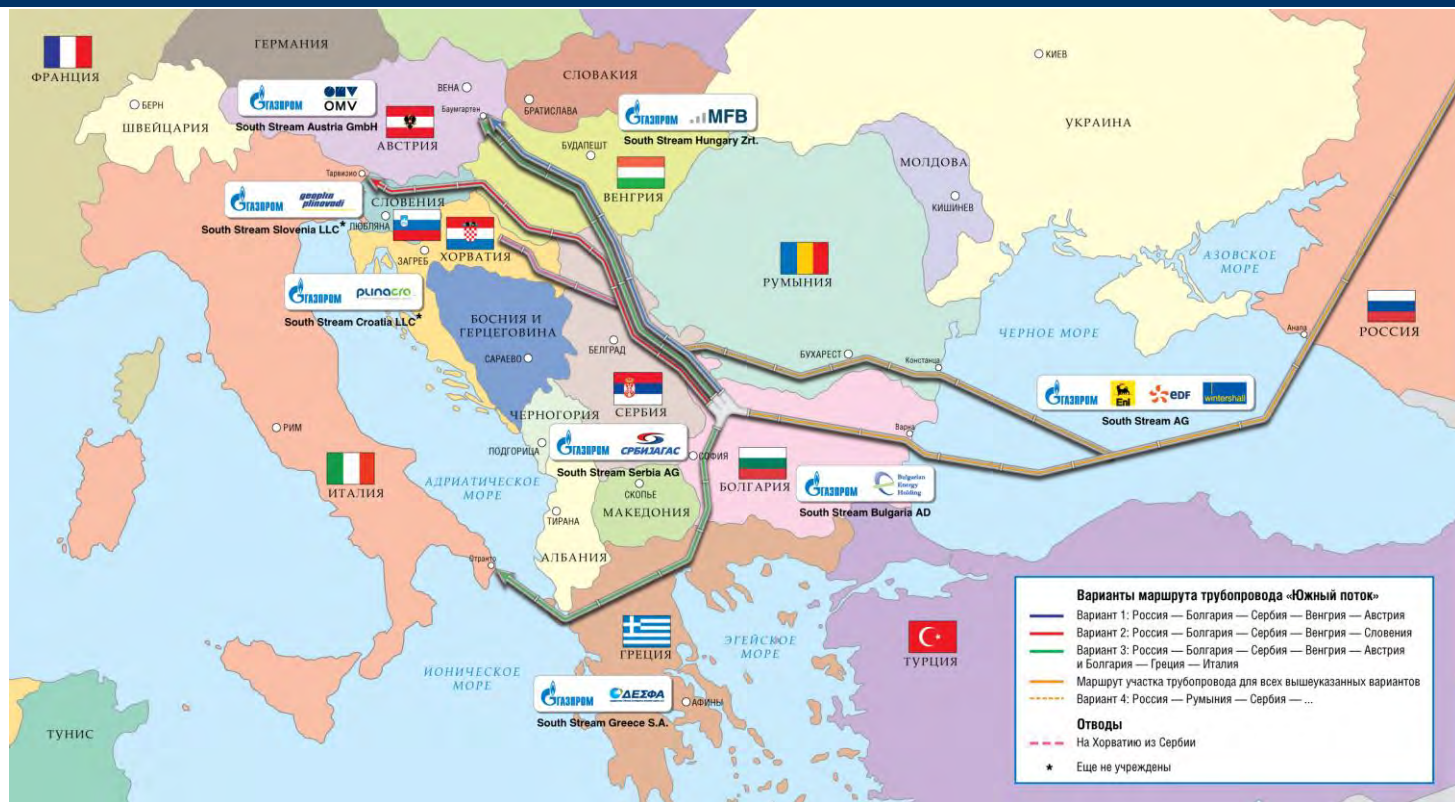 ФРАНЦИЯ
ГЕРМАНИЯ
БЕРН
ШВЕЙЦАРИЯ
ГАЗПРОМ
OMV
South Stream Austria GmbH
ВЕНА
Баумгартен
АВСТРИЯ
СЛОВАКИЯ
БРАТИСЛАВА
ГАЗПРОМ
MFB
South Stream Hungary Zrt.
БУДАПЕШТ
ВЕНГРИЯ
КИЕВ
УКРАИНА
МОЛДОВА
КИШИНЕВ
Тарвизио
СЛОВЕНИЯ
ГАЗПРОМ
geoplin
plinovodi
South Stream Slovenia LLC*
ЛЮБЛЯНА
ХОРВАТИЯ
ЗАГРЕБ
ГАЗПРОМ
PLINACRO
South Stream Croatia LLC*
БОСНИЯ И
ГЕРЦЕГОВИНА
САРАЕВО
БЕЛГРАД
СЕРБИЯ
РУМЫНИЯ
БУХАРЕСТ
Констанца
АЗОВСКОЕ
МОРЕ
ЧЕРНОЕ МОРЕ
Анапа
РОССИЯ
ГАЗПРОМ
Eni
eDF
wintershall
South Stream AG
ЧЕРНОГОРИЯ
ПОДГОРИЦА
ГАЗПРОМ
СРБИЈАГАС
South Stream Serbia AG
СОФИЯ
Варна
БОЛГАРИЯ
ГАЗПРОМ
Bulgarian
Energy
Holding
South Stream Bulgaria AD
РИМ
ИТАЛИЯ
АДРИАТИЧЕСКОЕ
МОРЕ
СКОПЬЕ
МАКЕДОНИЯ
ТИРАНА
АЛБАНИЯ
Отранто
ИОНИЧЕСКОЕ
МОРЕ
ГРЕЦИЯ
ЭГЕЙСКОЕ
МОРЕ
ТУРЦИЯ
ГАЗПРОМ
ΔΕΣΦΑ
South Stream Greece S.A.
АФИНЫ
ТУНИС
Варианты маршрута трубопровода «Южный поток»
Вариант 1: Россия — Болгария — Сербия — Венгрия — Австрия
Вариант 2: Россия — Болгария — Сербия — Венгрия — Словения
Вариант 3: Россия — Болгария — Сербия — Венгрия — Австрия
и Болгария — Греция — Италия
Маршрут участка трубопровода для всех вышеуказанных вариантов
Вариант 4: Россия — Румыния — Сербия — ...
Отводы
На Хорватию из Сербии
* Еще не учреждены